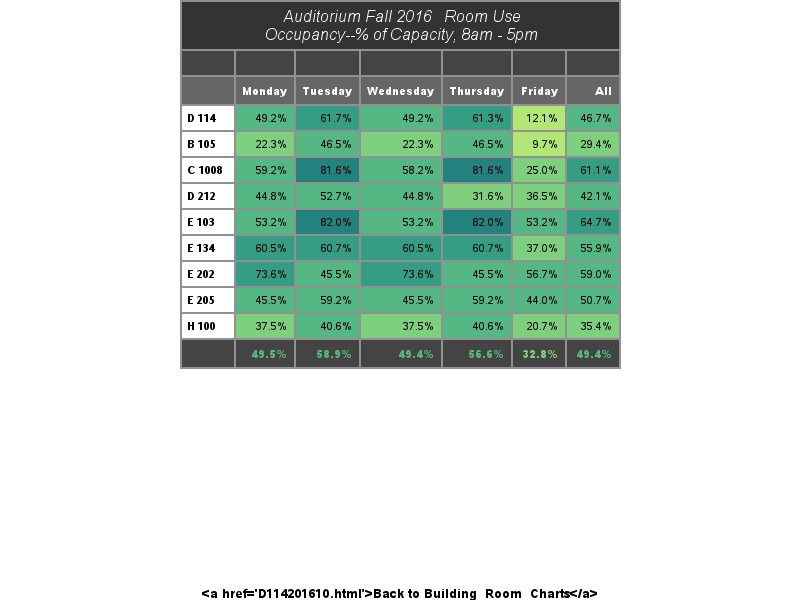 Auditorium Fall 2016 Room Use
Occupancy--% of Capacity, 8am - 5pm
Monday Tuesday Wednesday Thursday Friday All
D 114 49.2% 61.7% 49.2% 61.3% 12.1% 46.7%
B 105 22.3% 46.5% 22.3% 46.5% 9.7% 29.4%
C 1008 59.2% 81.6% 58.2% 81.6% 25.0% 61.1%
D 212 44.8% 52.7% 44.8% 31.6% 36.5% 42.1%
E 103 53.2% 82.0% 53.2% 82.0% 53.2% 64.7%
E 134 60.5% 60.7% 60.5% 60.7% 37.0% 55.9%
E 202 73.6% 45.5% 73.6% 45.5% 56.7% 59.0%
E 205 45.5% 59.2% 45.5% 59.2% 44.0% 50.7%
H 100 37.5% 40.6% 37.5% 40.6% 20.7% 35.4%
49.5% 58.9% 49.4% 56.6% 32.8% 49.4%
<a href='D114201610.html'>Back to Building Room Charts</a>